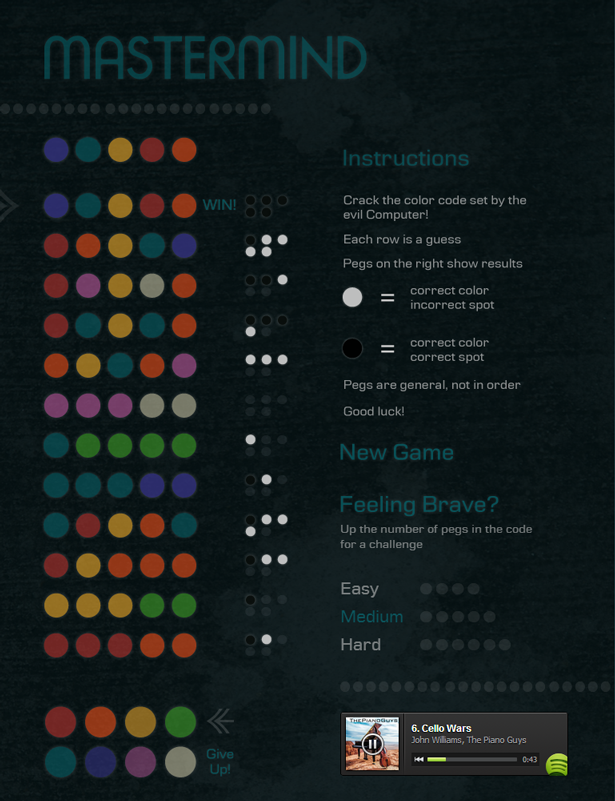 MASTERMIND
Instructions
WIN!
Crack the color code set by the
evil Computer!
Each row is a guess
Pegs on the right show results
= correct color
incorrect spot
= correct color
correct spot
Pegs are general, not in order
Good luck!
New Game
Feeling Brave?
Up the number of pegs in the code
for a challenge
Easy
Medium
Hard
Give
Up!
THEPIANOGUYS
6. Cello Wars
John Williams, The Piano Guys
0:43